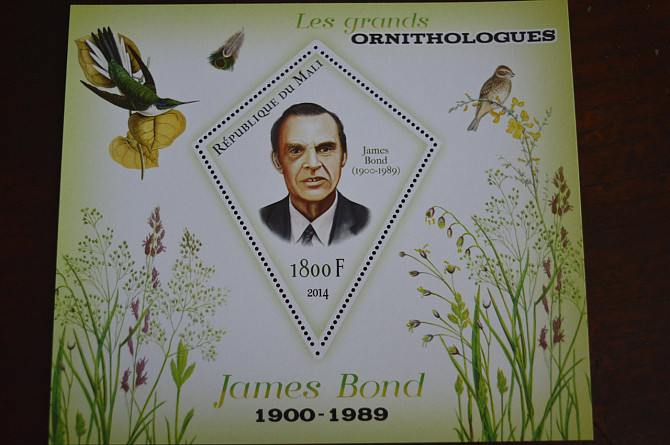 Les grands
ORNITHOLOGUES
RÉPUBLIQUE DU MALI
James
Bond
(1900-1989)
1800 F
2014
James Bond
1900-1989